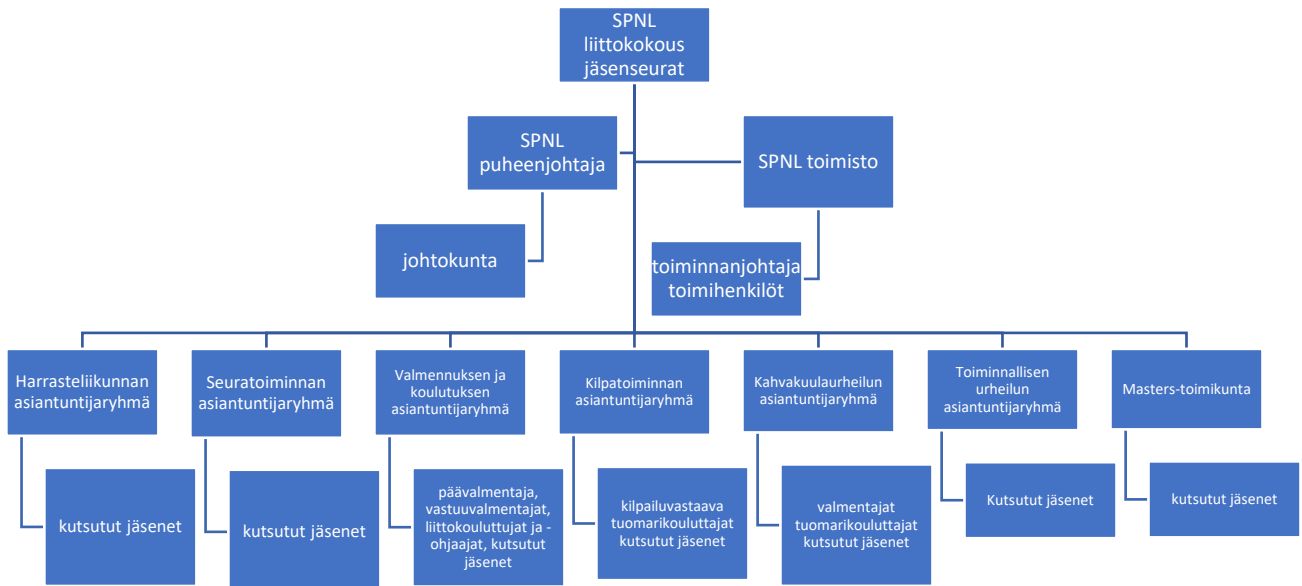 SPNL
liittokokous
jäsenseurat
SPNL
puheenjohtaja
SPNL toimisto
johtokunta
toiminnanjohtaja
toimihenkilöt
Harrasteliikunnan
asiantuntijaryhmä
Seuratoiminnan
asiantuntijaryhmä
Valmennuksen ja
koulutuksen
asiantuntijaryhmä
Kilpatoiminnan
asiantuntijaryhmä
Kahvakuulaurheilun
asiantuntijaryhmä
Toiminnallisen
urheilun
asiantuntijaryhmä
Masters-toimikunta
kutsutut jäsenet
kutsutut jäsenet
päävalmentaja,
vastuuvalmentajat,
liittokouluttujat ja -
ohjaajat, kutsutut
jäsenet
kilpailuvastaava
tuomarikouluttajat
kutsutut jäsenet
valmentajat
tuomarikouluttajat
kutsutut jäsenet
Kutsutut jäsenet
kutsutut jäsenet